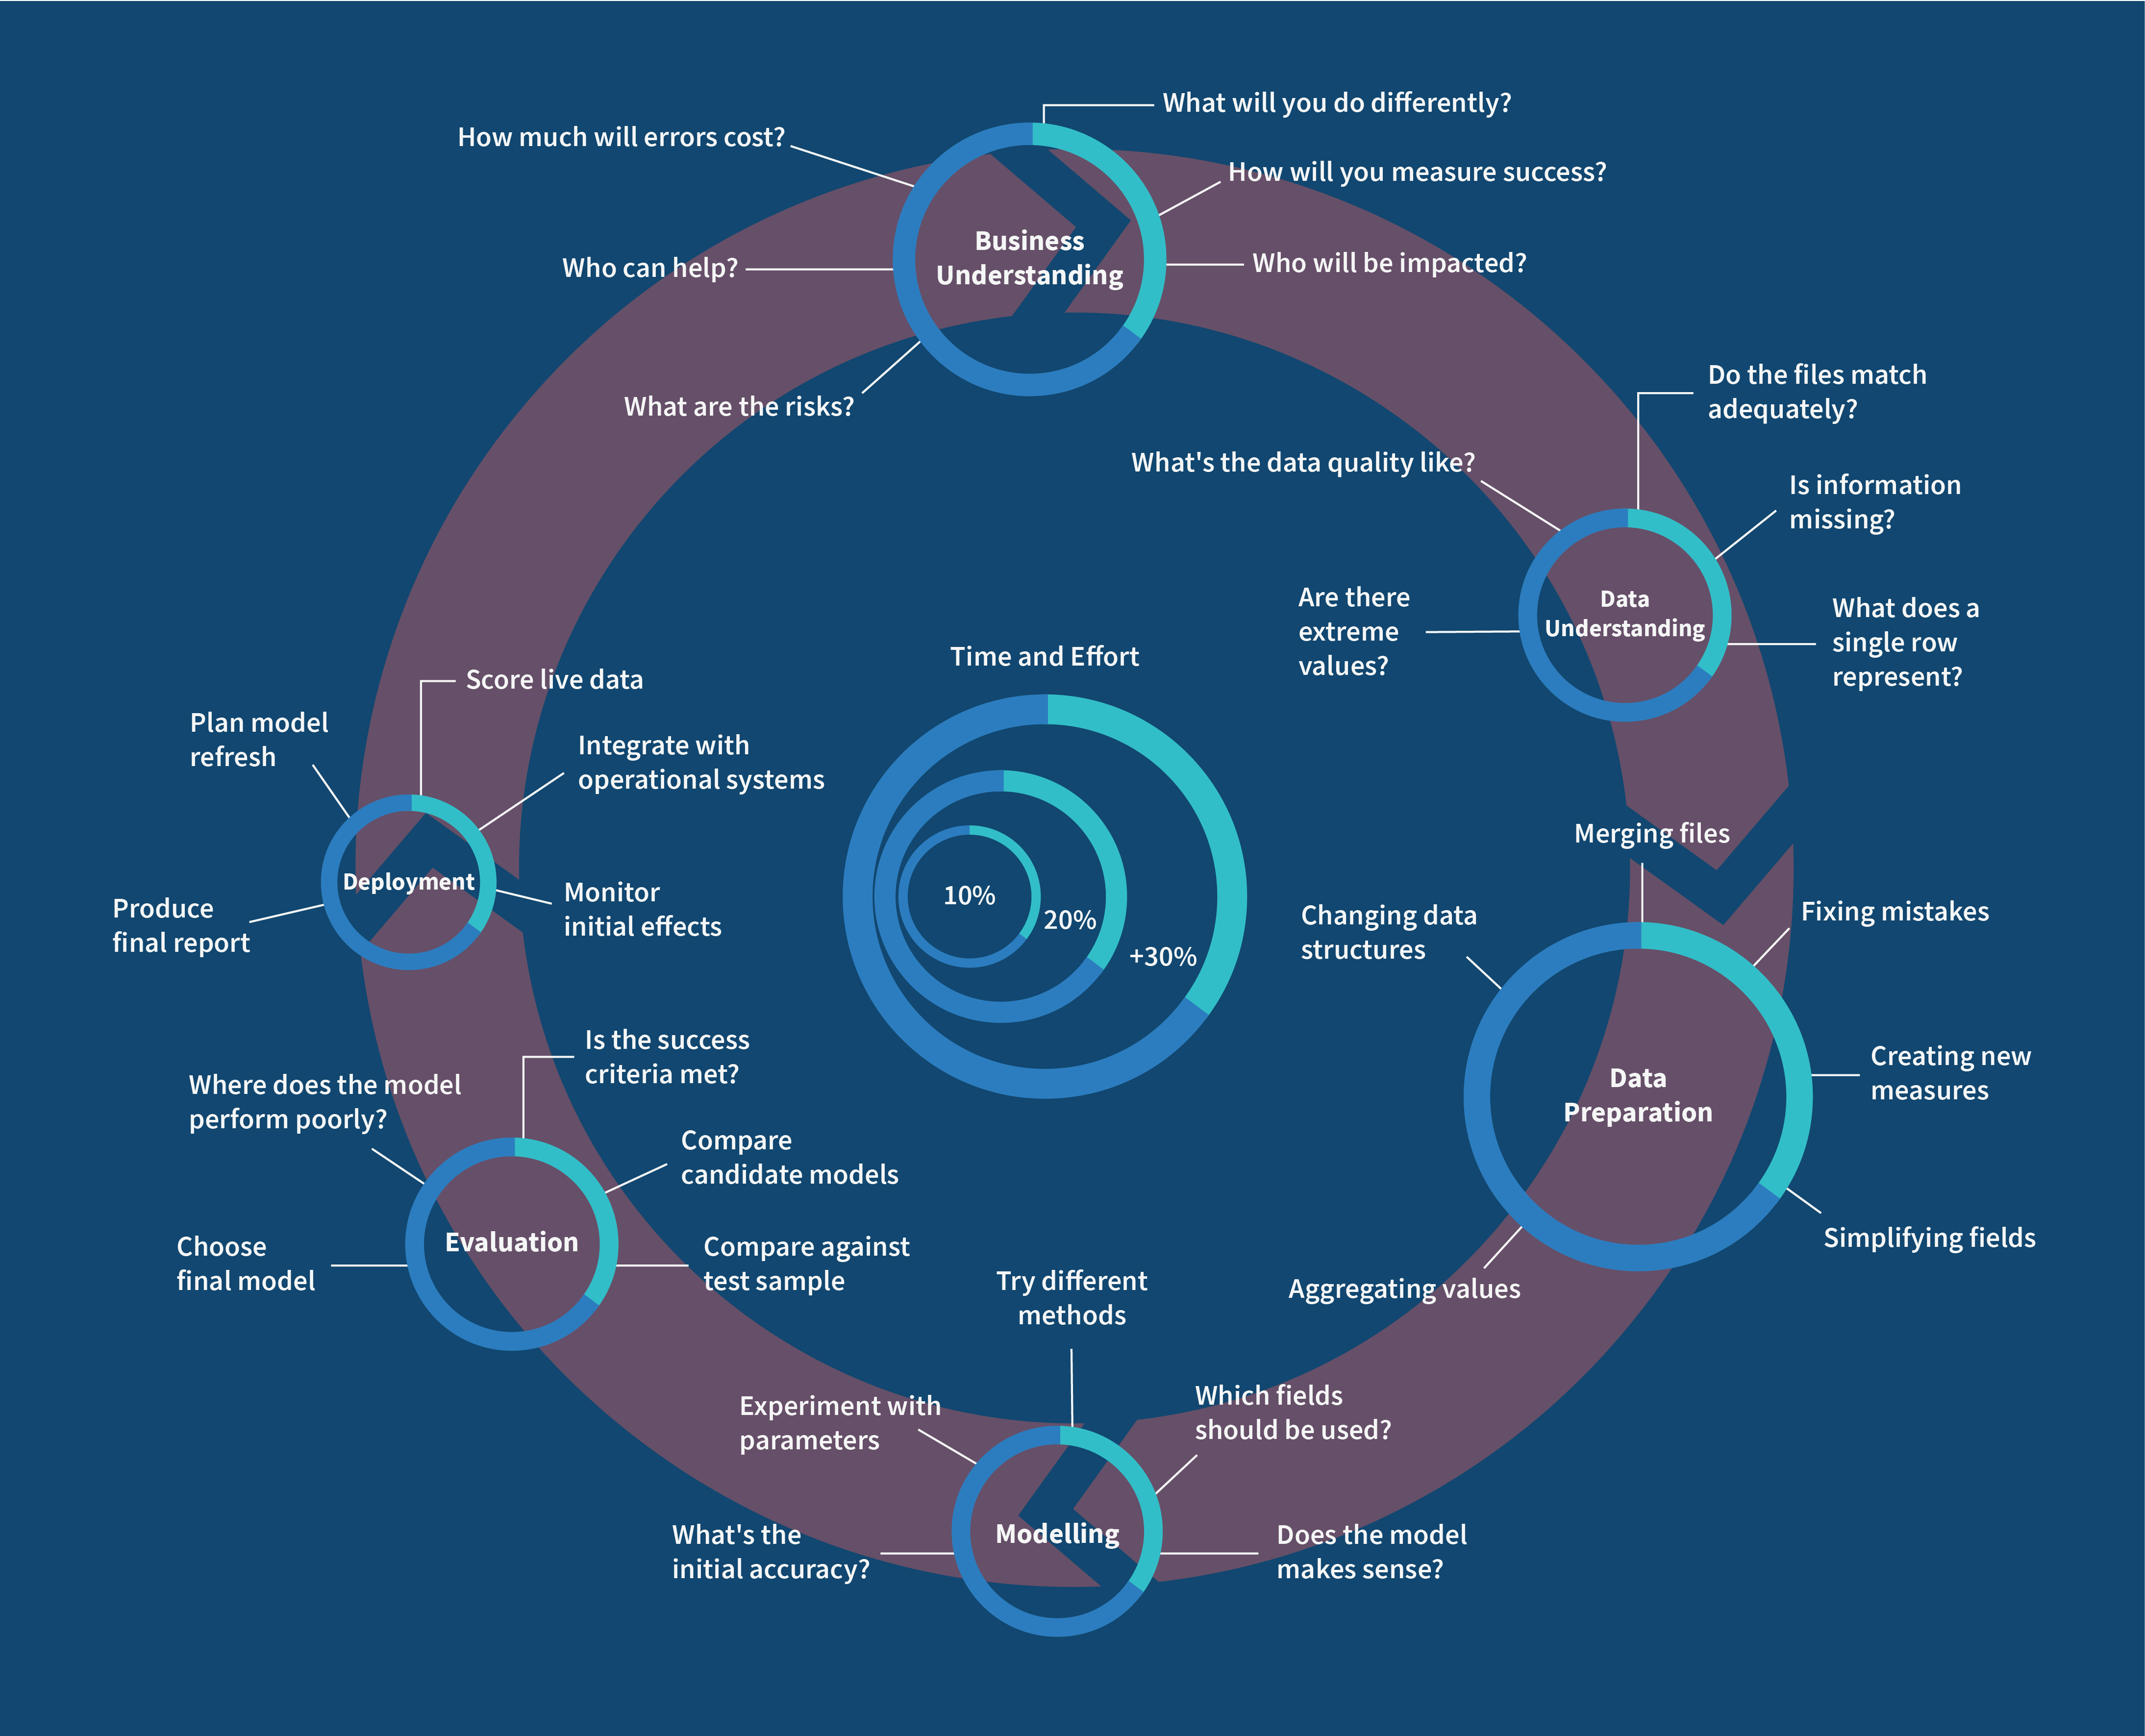 What will you do differently?
How much will errors cost?
How will you measure success?
Business
Understanding
Who can help?
Who will be impacted?
What are the risks?
Do the files match
adequately?
What's the data quality like?
Is information
missing?
Data
Understanding
Are there
extreme
values?
What does a
single row
represent?
Time and Effort
10%
20%
+30%
Merging files
Changing data
structures
Fixing mistakes
Data
Preparation
Creating new
measures
Simplifying fields
Aggregating values
Try different
methods
Experiment with
parameters
Which fields
should be used?
Modelling
What's the
initial accuracy?
Does the model
makes sense?
Is the success
criteria met?
Where does the model
perform poorly?
Compare
candidate models
Evaluation
Choose
final model
Compare against
test sample
Score live data
Plan model
refresh
Integrate with
operational systems
Deployment
Produce
final report
Monitor
initial effects